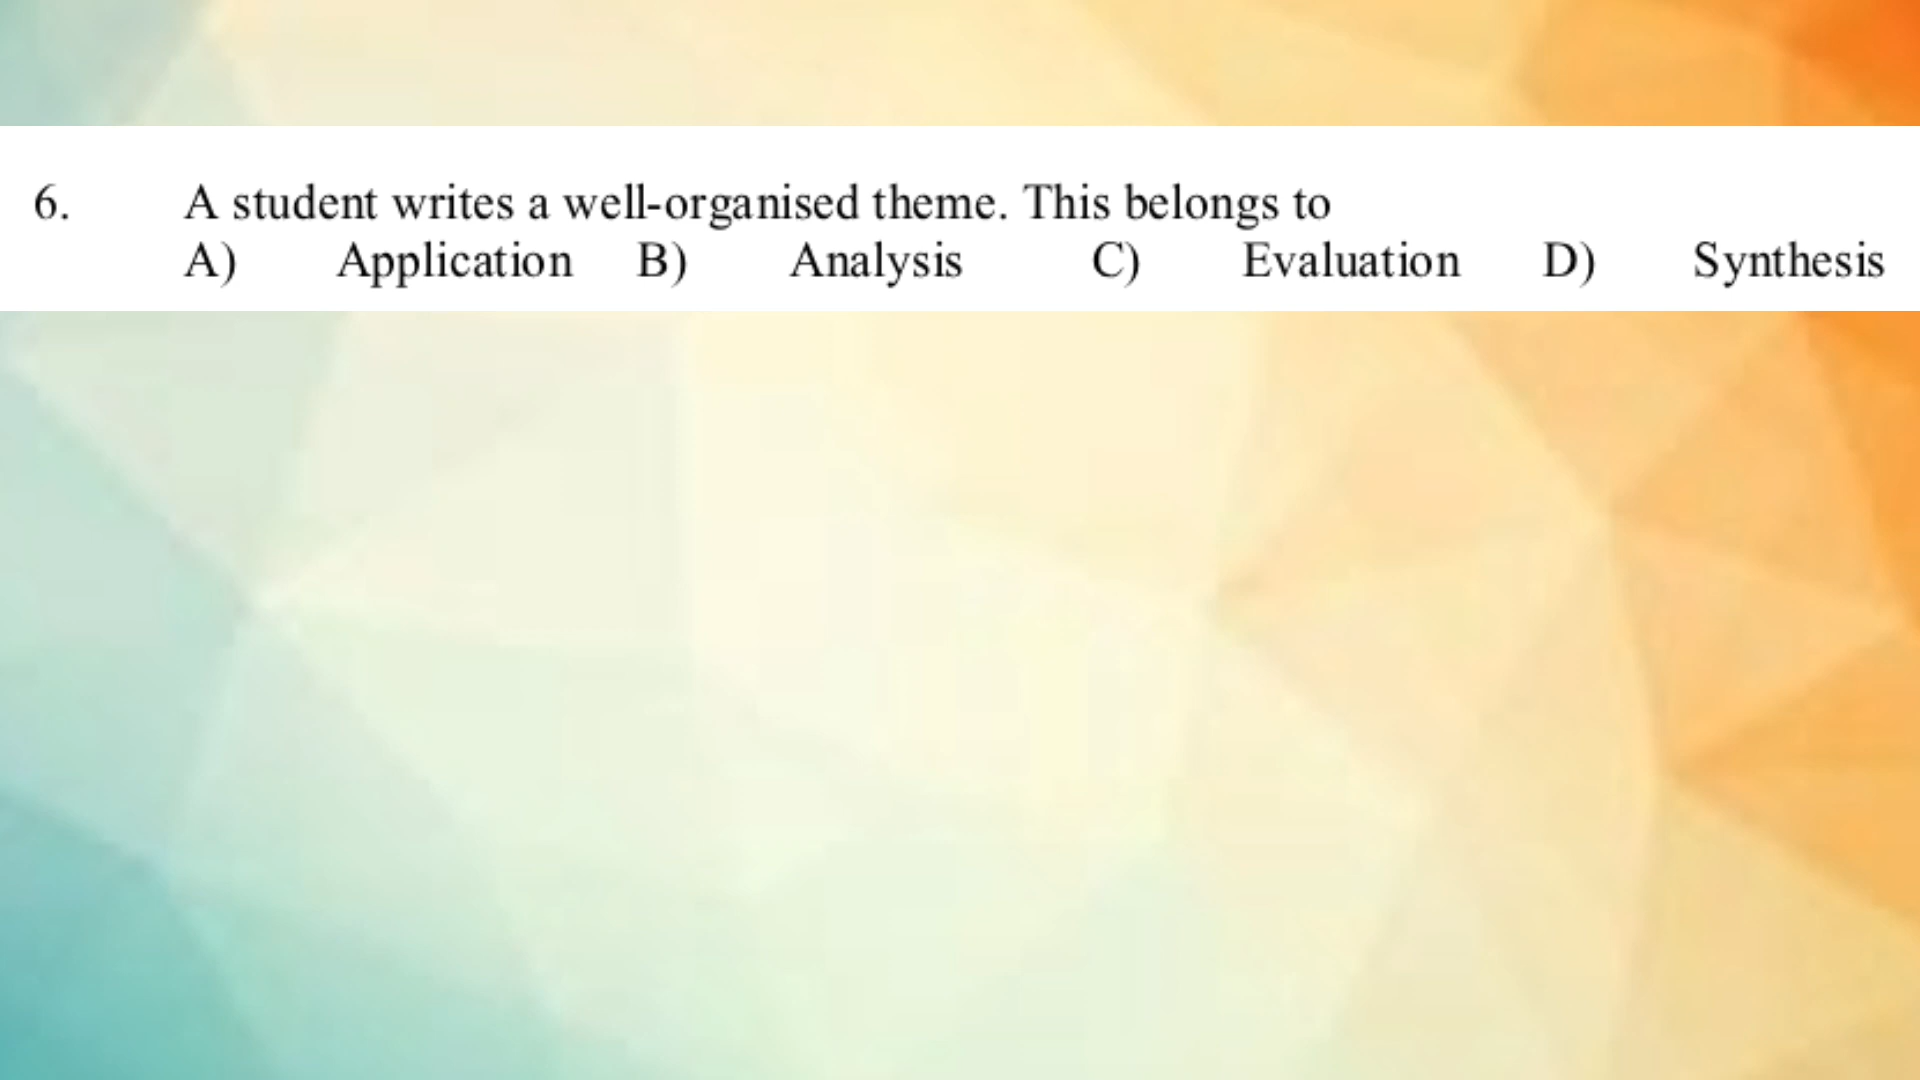 6. A student writes a well-organised theme. This belongs to
A) Application B) Analysis C) Evaluation D) Synthesis